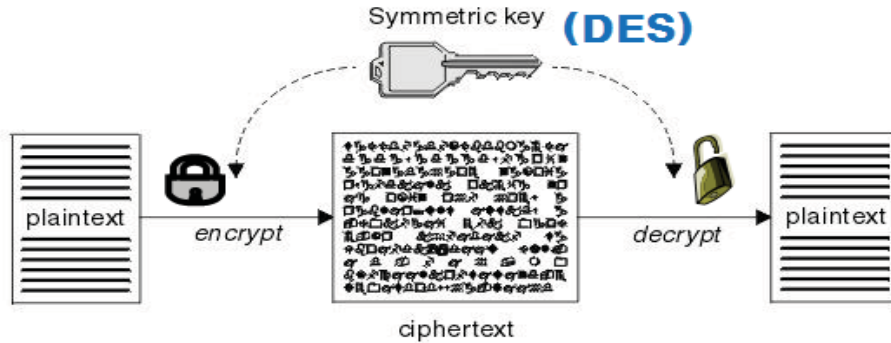 Symmetric key (DES)
plaintext
encrypt
decrypt
plaintext
ciphertext